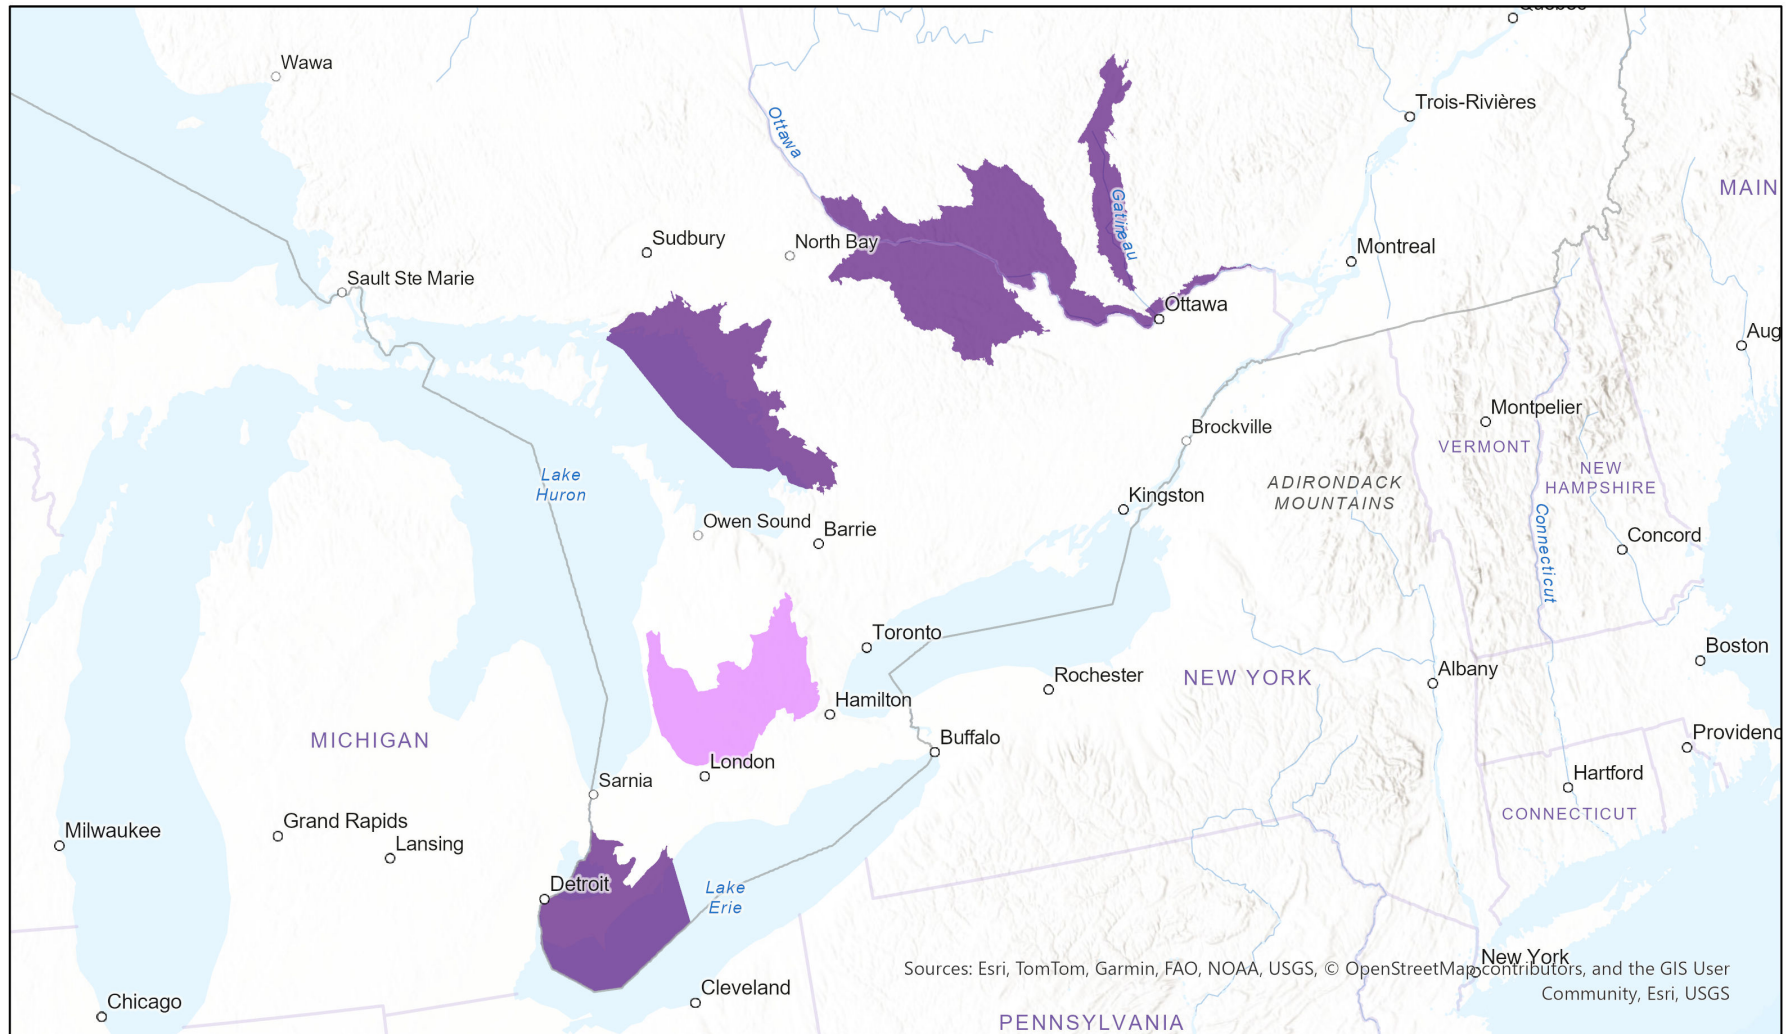 Quebec
Wawa
Trois-Rivières
Ottawa
MAIN
Gatineau
Sudbury
North Bay
Montreal
Sault Ste Marie
Ottawa
Aug
Montpelier
Brockville
VERMONT
NEW
HAMPSHIRE
Lake
Huron
ADIRONDACK
MOUNTAINS
Kingston
Connecticut
Owen Sound
Barrie
Concord
Toronto
Boston
Rochester
NEW YORK
Albany
Hamilton
MICHIGAN
Buffalo
Providenc
London
Sarnia
Hartford
CONNECTICUT
Grand Rapids
Milwaukee
Lansing
Detroit
Lake
Erie
New York
Sources: Esri, TomTom, Garmin, FAO, NOAA, USGS, © OpenStreetMap contributors, and the GIS User
Community, Esri, USGS
Cleveland
Chicago
PENNSYLVANIA